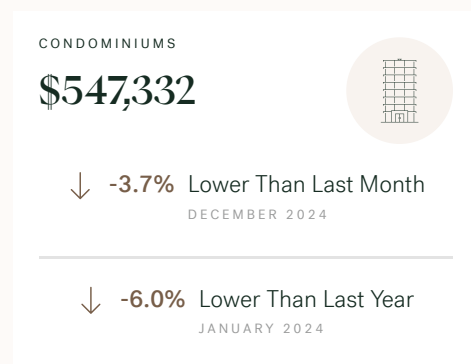 CONDOMINIUMS
$547,332
-3.7% Lower Than Last Month
DECEMBER 2024
-6.0% Lower Than Last Year
JANUARY 2024